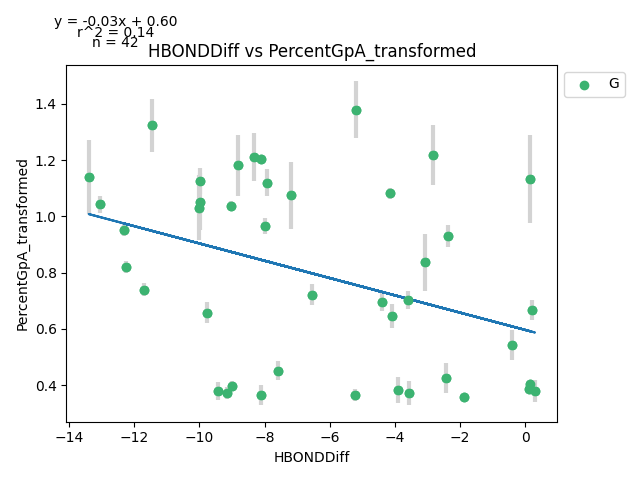 y = -0.03x + 0.60
r^2 = 0.14
n = 42
HBONDDiff vs PercentGpA_transformed
G
PercentGpA_transformed
1.4
1.2
1.0
0.8
0.6
0.4
−14 −12 −10 −8 −6 −4 −2 0
HBONDDiff